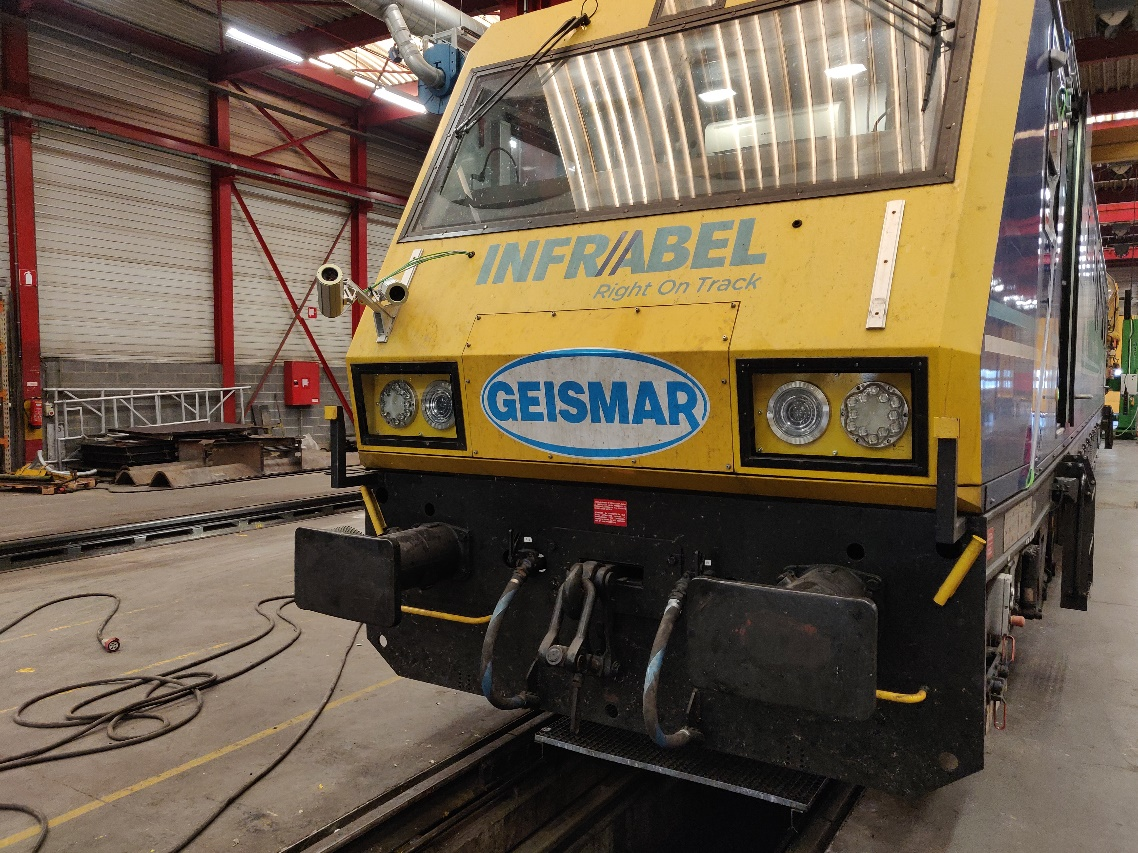 INFRABEL
Right On Track
GEISMAR